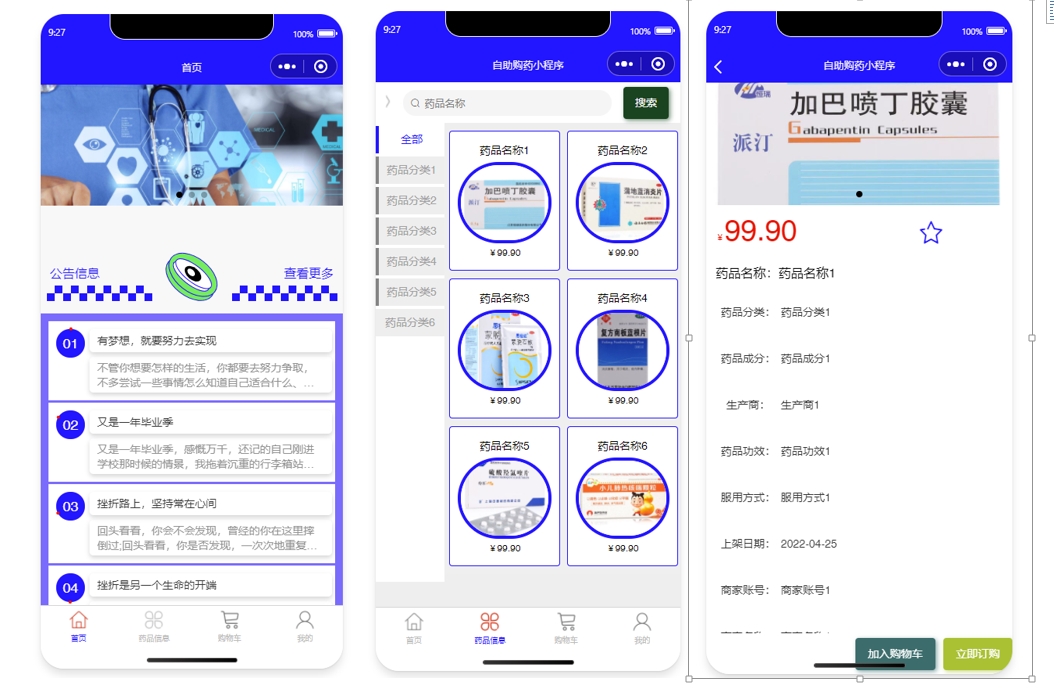 9:27
100%
首页
MEDICAL
公告信息
查看更多
01
有梦想，就要努力去实现
不管你想要怎样的生活，你都要去努力争取，
不多尝试一些事情怎么知道自己适合什么、...
02
又是一年毕业季
又是一年毕业季，感慨万千，还记的自己刚进
学校那时候的情景，我拖着沉重的行李箱站...
03
挫折路上，坚持常在心间
回头看看，你会不会发现，曾经的你在这里摔
倒过;回头看看，你是否发现，一次次地重复...
04
挫折是另一个生命的开端
首页
药品信息
购物车
我的
9:27
100%
自助购药小程序
药品名称
搜索
全部
药品分类1
药品分类2
药品分类3
药品分类4
药品分类5
药品分类6
药品名称1
派汀
加巴喷丁胶囊
Gabapentin Capsules
¥99.90
药品名称2
湿地蓝消炎片
¥99.90
药品名称3
¥99.90
药品名称4
复方南板蓝根片
¥99.90
药品名称5
硫酸羟氯喹片
¥99.90
药品名称6
小儿肺热咳喘颗粒
¥99.90
首页
药品信息
购物车
我的
9:27
100%
自助购药小程序
恒瑞
派汀
加巴喷丁胶囊
Gabapentin Capsules
¥99.90
药品名称：药品名称1
药品分类：药品分类1
药品成分：药品成分1
生产商：生产商1
药品功效：药品功效1
服用方式：服用方式1
上架日期：2022-04-25
商家账号：商家账号1
加入购物车
立即订购